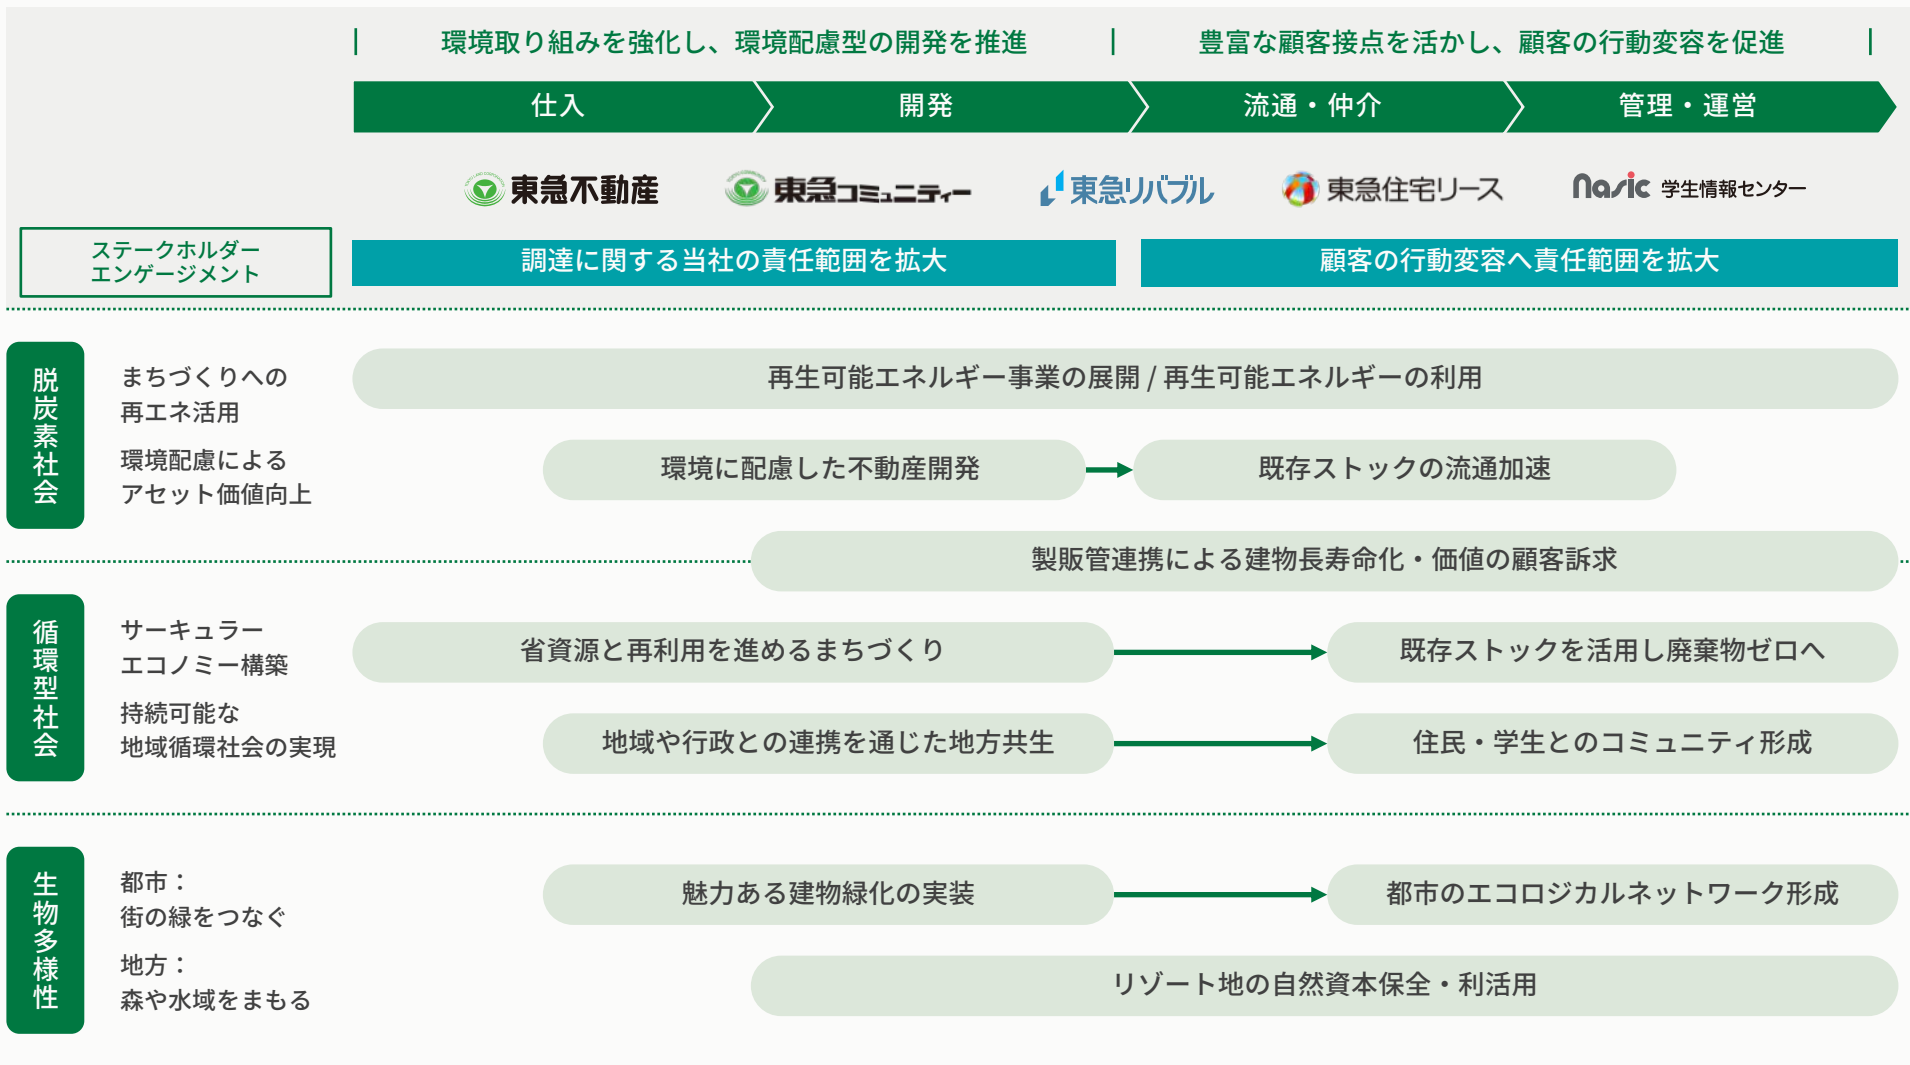 環境取り組みを強化し、環境配慮型の開発を推進
豊富な顧客接点を活かし、顧客の行動変容を促進
仕入
開発
流通・仲介
管理・運営
東急不動産
東急コミュニティー
東急リバブル
東急住宅リース
nasic 学生情報センター
ステークホルダー
エンゲージメント
調達に関する当社の責任範囲を拡大
顧客の行動変容へ責任範囲を拡大
脱炭素社会
まちづくりへの
再エネ活用
環境配慮による
アセット価値向上
再生可能エネルギー事業の展開 / 再生可能エネルギーの利用
環境に配慮した不動産開発
既存ストックの流通加速
製販管連携による建物長寿命化・価値の顧客訴求
循環型社会
サーキュラー
エコノミー構築
持続可能な
地域循環社会の実現
省資源と再利用を進めるまちづくり
既存ストックを活用し廃棄物ゼロへ
地域や行政との連携を通じた地方共生
住民・学生とのコミュニティ形成
生物多様性
都市：
街の緑をつなぐ
地方：
森や水域をまもる
魅力ある建物緑化の実装
都市のエコロジカルネットワーク形成
リゾート地の自然資本保全・利活用